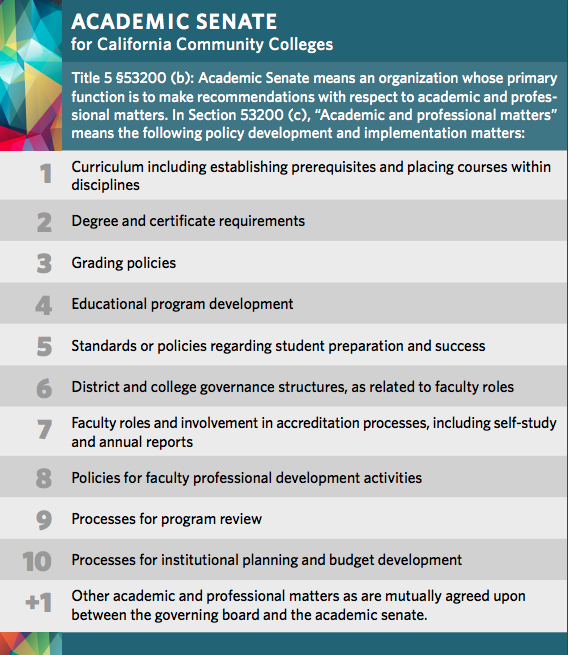 ACADEMIC SENATE
for California Community Colleges
Title 5 §53200 (b): Academic Senate means an organization whose primary
function is to make recommendations with respect to academic and profes-
sional matters. In Section 53200 (c), “Academic and professional matters”
means the following policy development and implementation matters:
1 Curriculum including establishing prerequisites and placing courses within
disciplines
2 Degree and certificate requirements
3 Grading policies
4 Educational program development
5 Standards or policies regarding student preparation and success
6 District and college governance structures, as related to faculty roles
7 Faculty roles and involvement in accreditation processes, including self-study
and annual reports
8 Policies for faculty professional development activities
9 Processes for program review
10 Processes for institutional planning and budget development
+1 Other academic and professional matters as are mutually agreed upon
between the governing board and the academic senate.